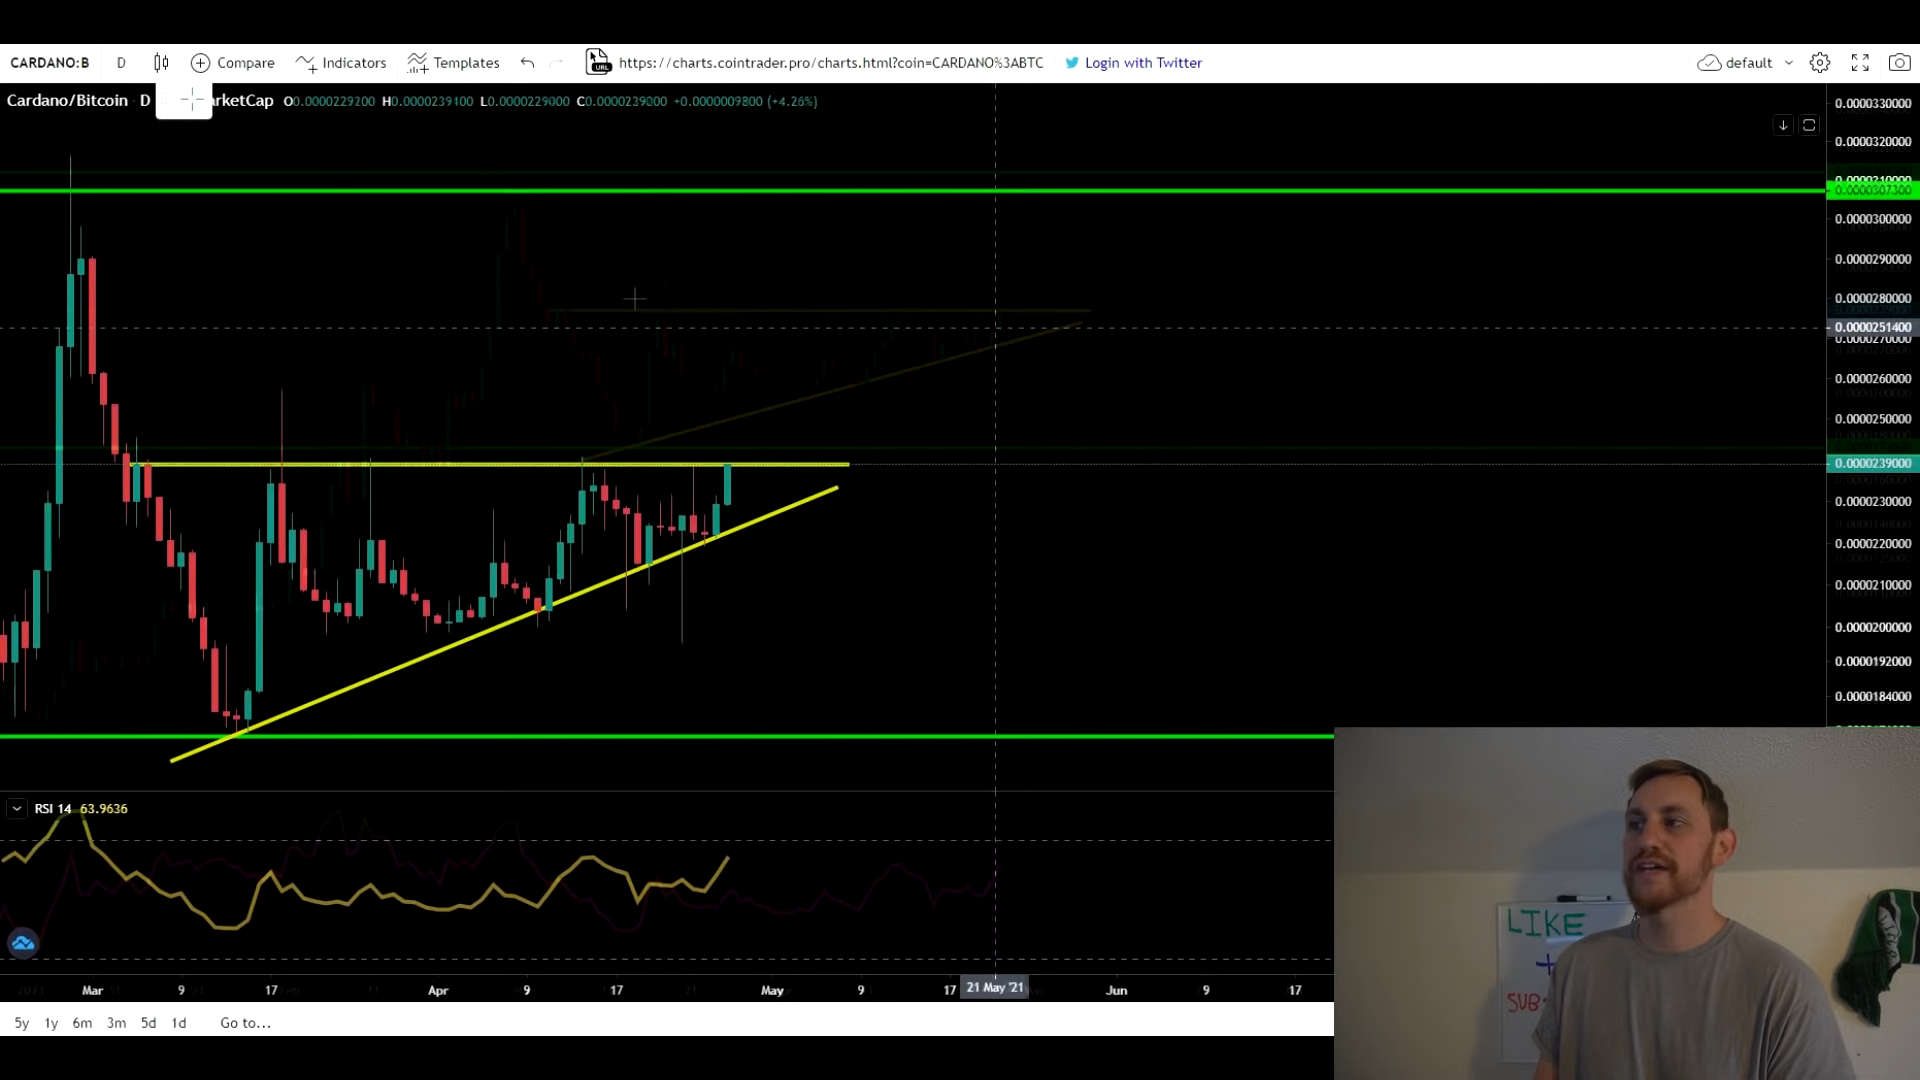 CARDANO:B D Compare Indicators Templates URL https://charts.cointrader.pro/charts.html?coin=CARDANO%3ABTC Login with Twitter default
Cardano/Bitcoin D arketCap O0.0000229200 H0.0000239100 L0.0000229000 C0.0000239000 +0.0000009800 (+4.26%)
0.0000330000
0.0000320000
0.0000307300
0.0000300000
0.0000290000
0.0000280000
0.0000251400
0.0000270000
0.0000260000
0.0000250000
0.0000239000
0.0000230000
0.0000220000
0.0000210000
0.0000200000
0.0000192000
0.0000184000
RSI 14 63.9636
LIKE
+
SUB
Mar 9 17 Apr 9 17 May 9 17 21 May '21 Jun 9 17
5y 1y 6m 3m 5d 1d Go to...